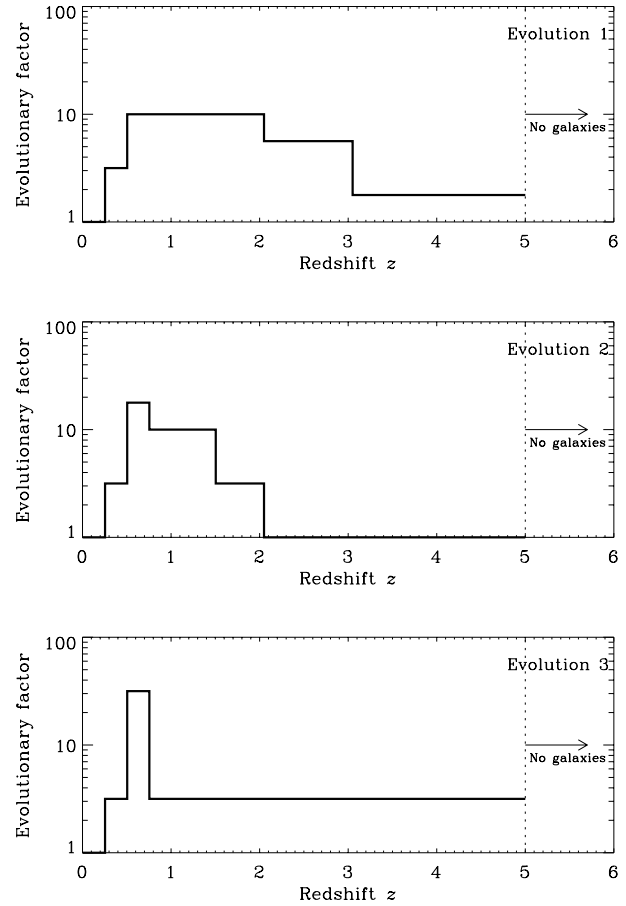 100
Evolution 1
Evolutionary factor
10
No galaxies
1
0 1 2 3 4 5 6
Redshift z
100
Evolution 2
Evolutionary factor
10
No galaxies
1
0 1 2 3 4 5 6
Redshift z
100
Evolution 3
Evolutionary factor
10
No galaxies
1
0 1 2 3 4 5 6
Redshift z